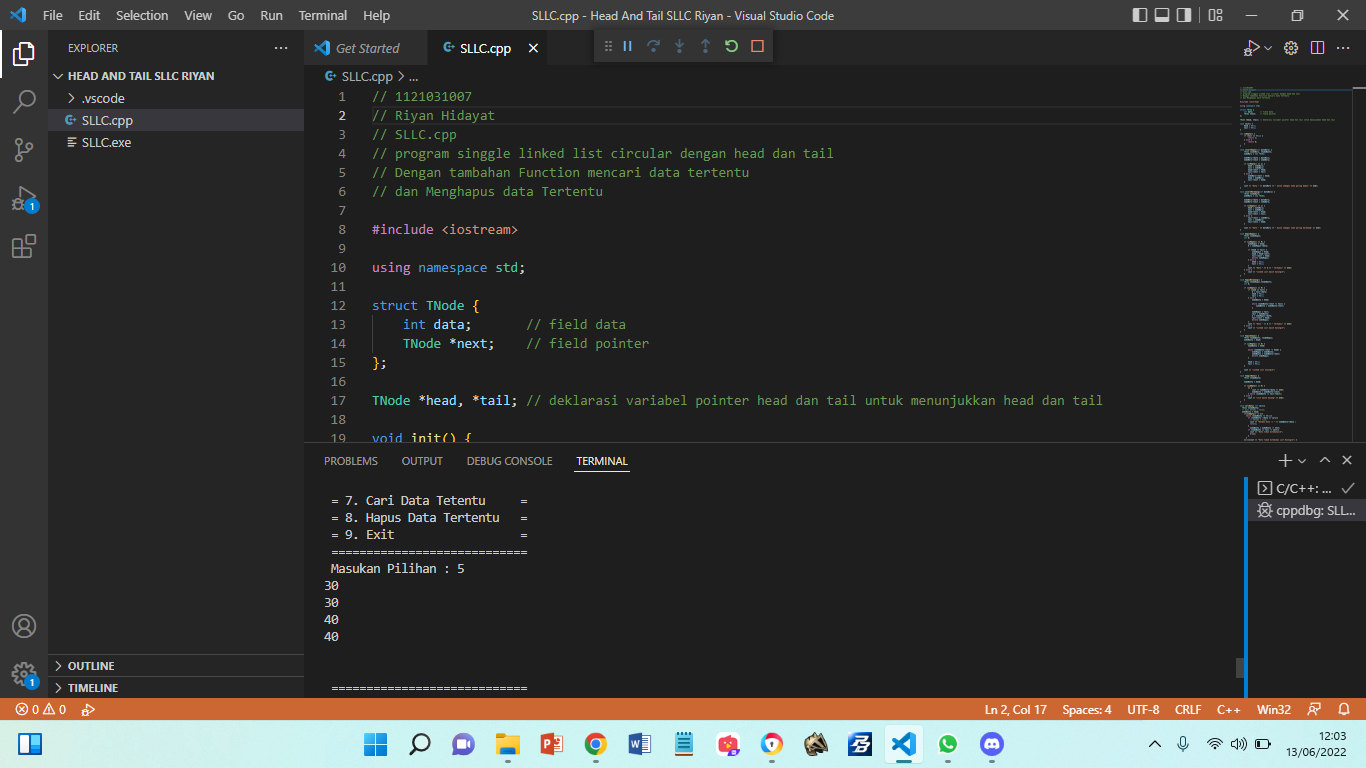 File Edit Selection View Go Run Terminal Help SLLC.cpp - Head And Tail SLLC Riyan - Visual Studio Code
EXPLORER
HEAD AND TAIL SLLC RIYAN
.vscode
SLLC.cpp
SLLC.exe
OUTLINE
TIMELINE
Get Started SLLC.cpp
SLLC.cpp > ...
1 // 1121031007
2 // Riyan Hidayat
3 // SLLC.cpp
4 // program singgle linked list circular dengan head dan tail
5 // Dengan tambahan Function mencari data tertentu
6 // dan Menghapus data Tertentu
7
8 #include <iostream>
9
10 using namespace std;
11
12 struct TNode {
13 int data; // field data
14 TNode *next; // field pointer
15 };
16
17 TNode *head, *tail; // deklarasi variabel pointer head dan tail untuk menunjukkan head dan tail
18
19 void init() {
PROBLEMS OUTPUT DEBUG CONSOLE TERMINAL
= 7. Cari Data Tetentu =
= 8. Hapus Data Tertentu =
= 9. Exit =
============================
Masukan Pilihan : 5
30
30
40
40
============================
C/C++: ...
cppdbg: SLL...
1
1
0 0 Ln 2, Col 17 Spaces: 4 UTF-8 CRLF C++ Win32
12:03
13/06/2022